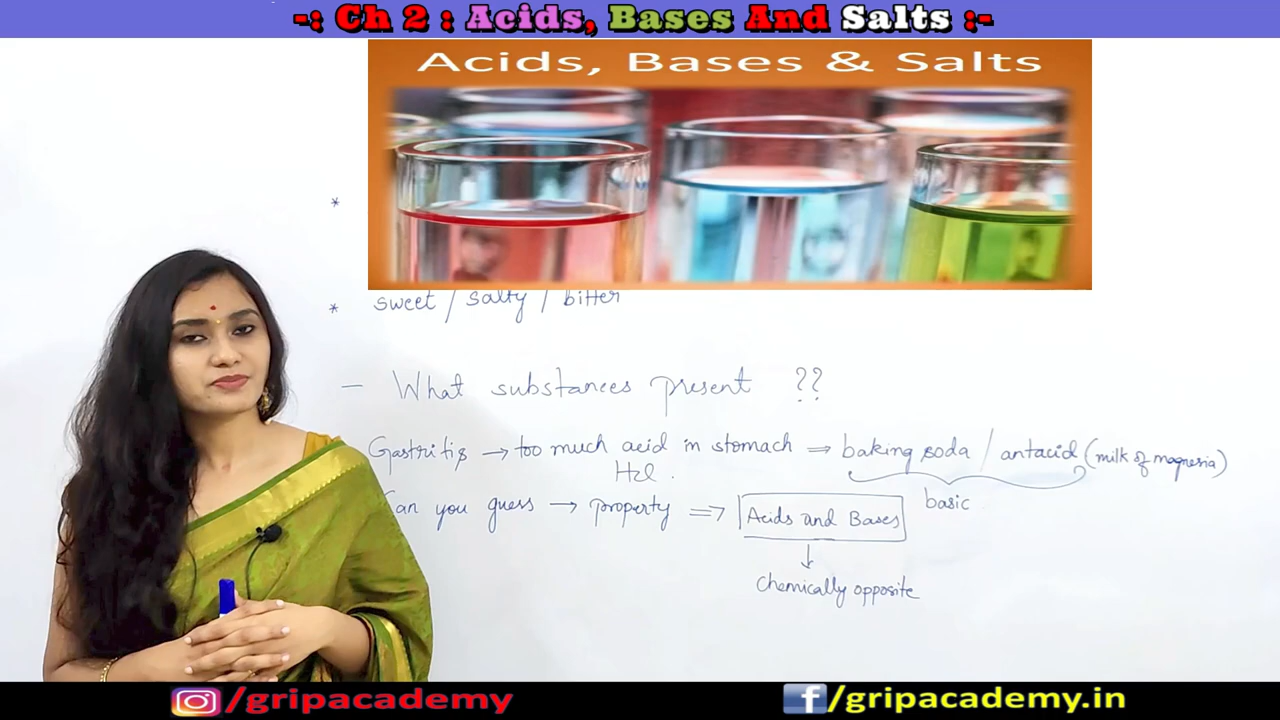 -: Ch 2 : Acids, Bases And Salts :-
Acids, Bases & Salts
*
* sweet / salty / bitter
— What substances present ??
Gastritis → too much acid in stomach ⇒ baking soda / antacid (milk of magnesia)
Hcl .
basic
Can you guess → property ⇒ Acids and Bases
↓
Chemically opposite
/gripacademy
f/gripacademy.in